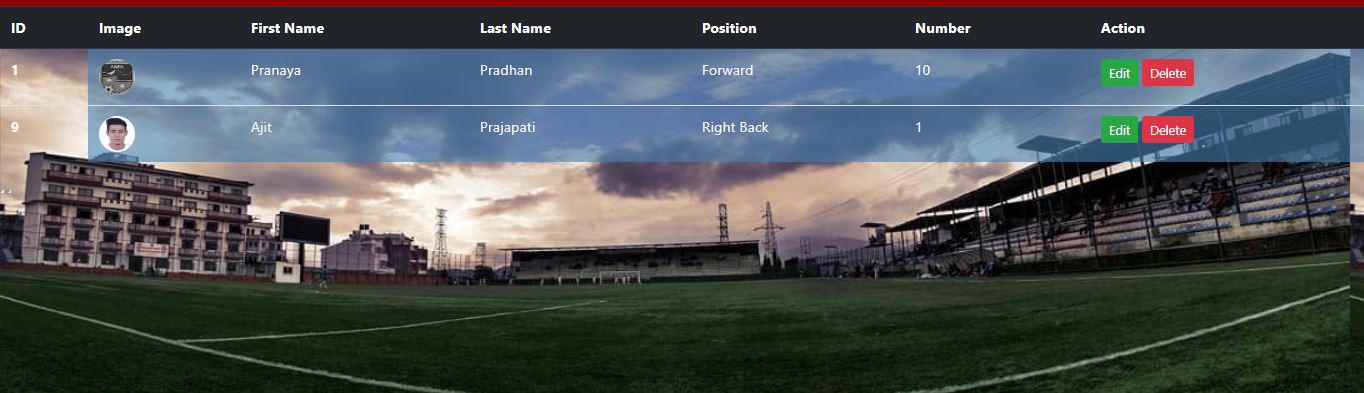 ID Image First Name Last Name Position Number Action
1 Pranaya Pradhan Forward 10 Edit Delete
9 Ajit Prajapati Right Back 1 Edit Delete